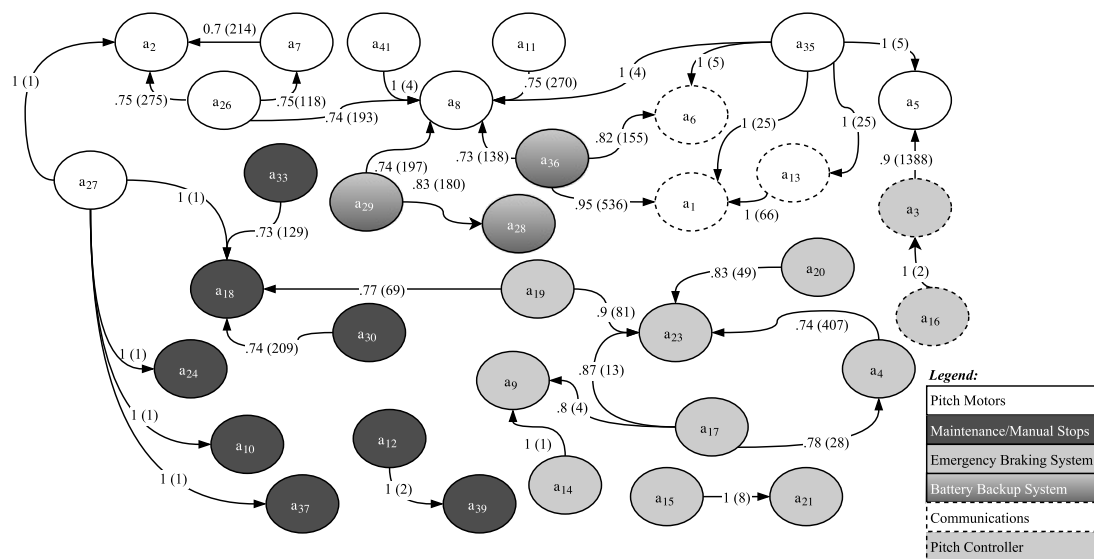 0.7 (214)
a2
a7
a41
a11
a35
1 (5)
1 (1)
1 (4)
.75 (270)
1 (4)
1 (5)
.75 (275)
a26
.75(118)
a8
a5
.74 (193)
a6
1 (25)
1 (25)
.82 (155)
.74 (197)
.73 (138)
a36
.9 (1388)
a27
a33
.83 (180)
a13
1 (1)
a29
.95 (536)
a1
1 (66)
a3
.73 (129)
a28
a18
.77 (69)
a19
.83 (49)
a20
1 (2)
.9 (81)
a16
.74 (209)
a30
a23
.74 (407)
1 (1)
a24
.87 (13)
a9
a4
Legend:
Pitch Motors
1 (1)
.8 (4)
a10
a12
a17
Maintenance/Manual Stops
1 (1)
.78 (28)
Emergency Braking System
1 (1)
1 (2)
a14
a15
1 (8)
a21
Battery Backup System
a37
a39
Communications
Pitch Controller